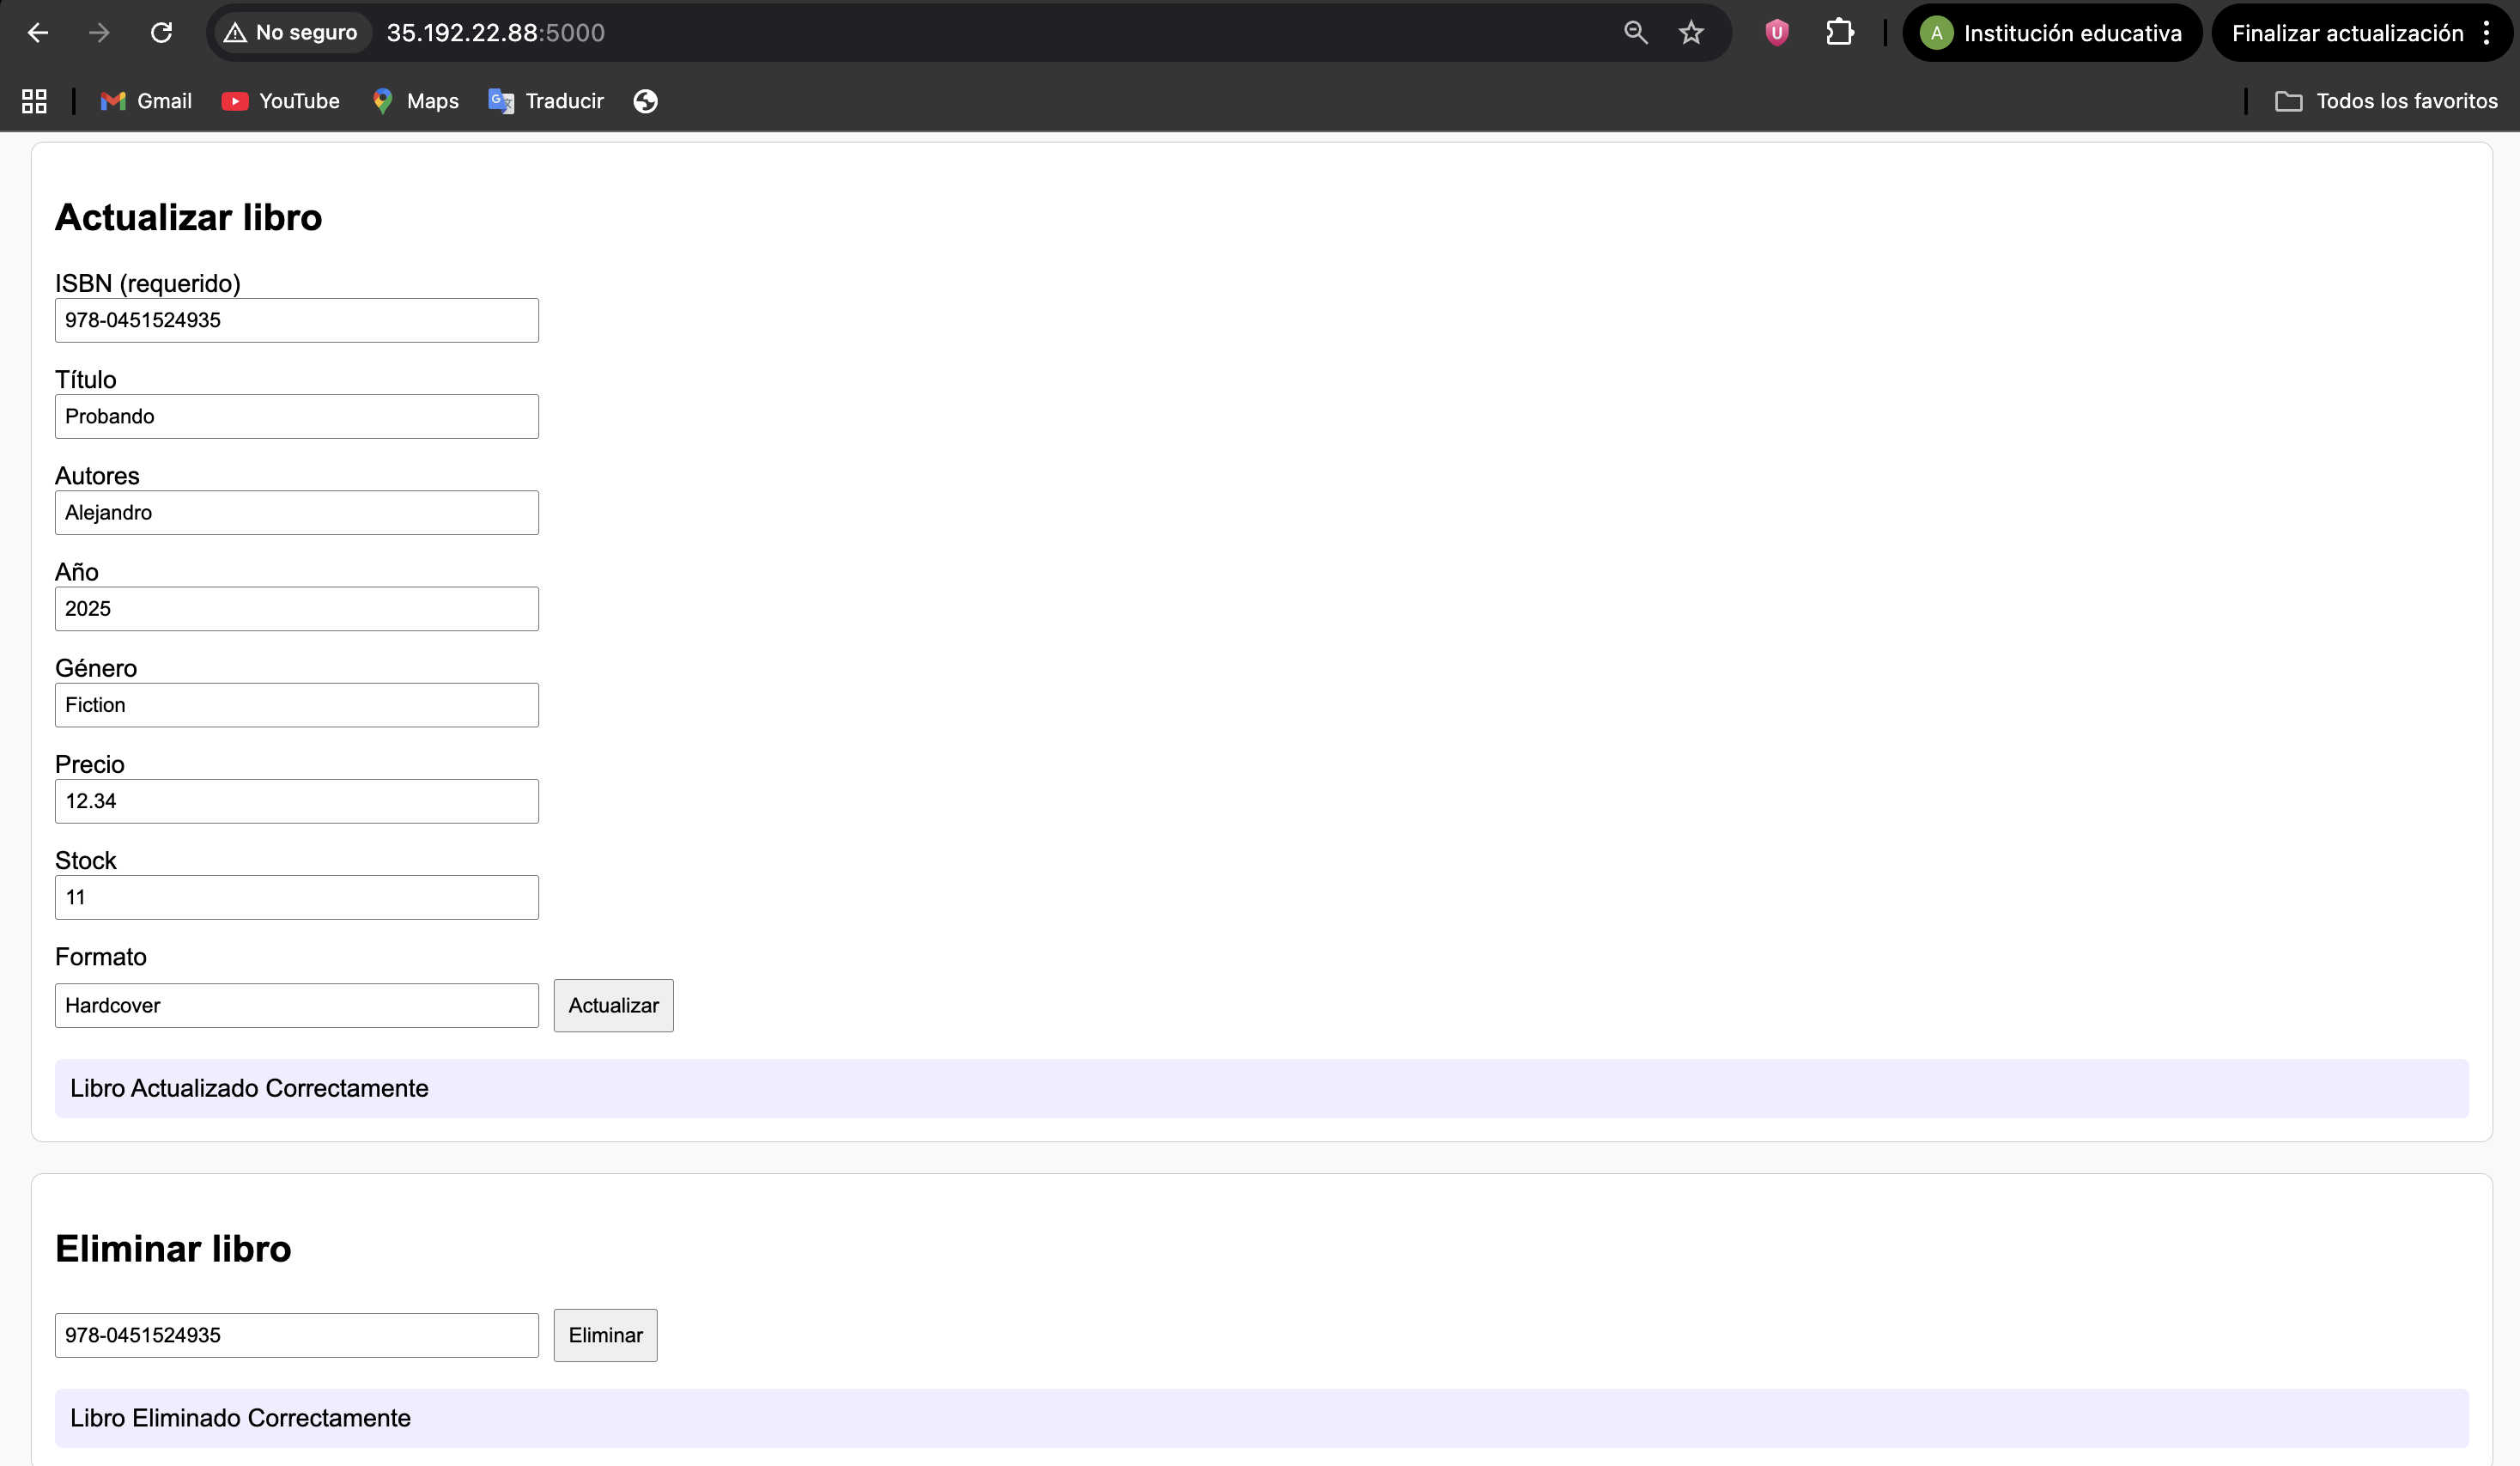 No seguro
35.192.22.88:5000
A
Institución educativa
Finalizar actualización
Gmail
YouTube
Maps
Traducir
Todos los favoritos
Actualizar libro
ISBN (requerido)
978-0451524935
Título
Probando
Autores
Alejandro
Año
2025
Género
Fiction
Precio
12.34
Stock
11
Formato
Hardcover
Actualizar
Libro Actualizado Correctamente
Eliminar libro
978-0451524935
Eliminar
Libro Eliminado Correctamente